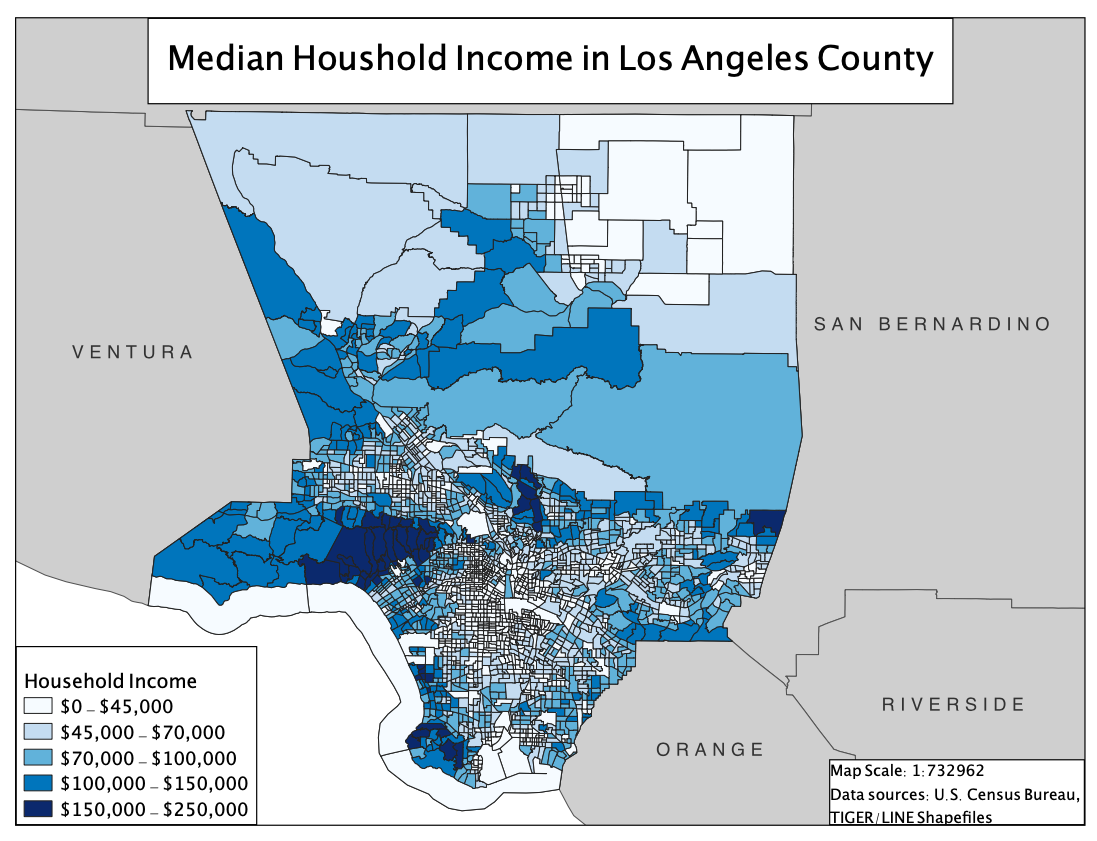 Median Houshold Income in Los Angeles County
SAN BERNARDINO
VENTURA
Household Income
$0 – $45,000
$45,000 – $70,000
$70,000 – $100,000
$100,000 – $150,000
$150,000 – $250,000
RIVERSIDE
ORANGE
Map Scale: 1:732962
Data sources: U.S. Census Bureau,
TIGER/LINE Shapefiles